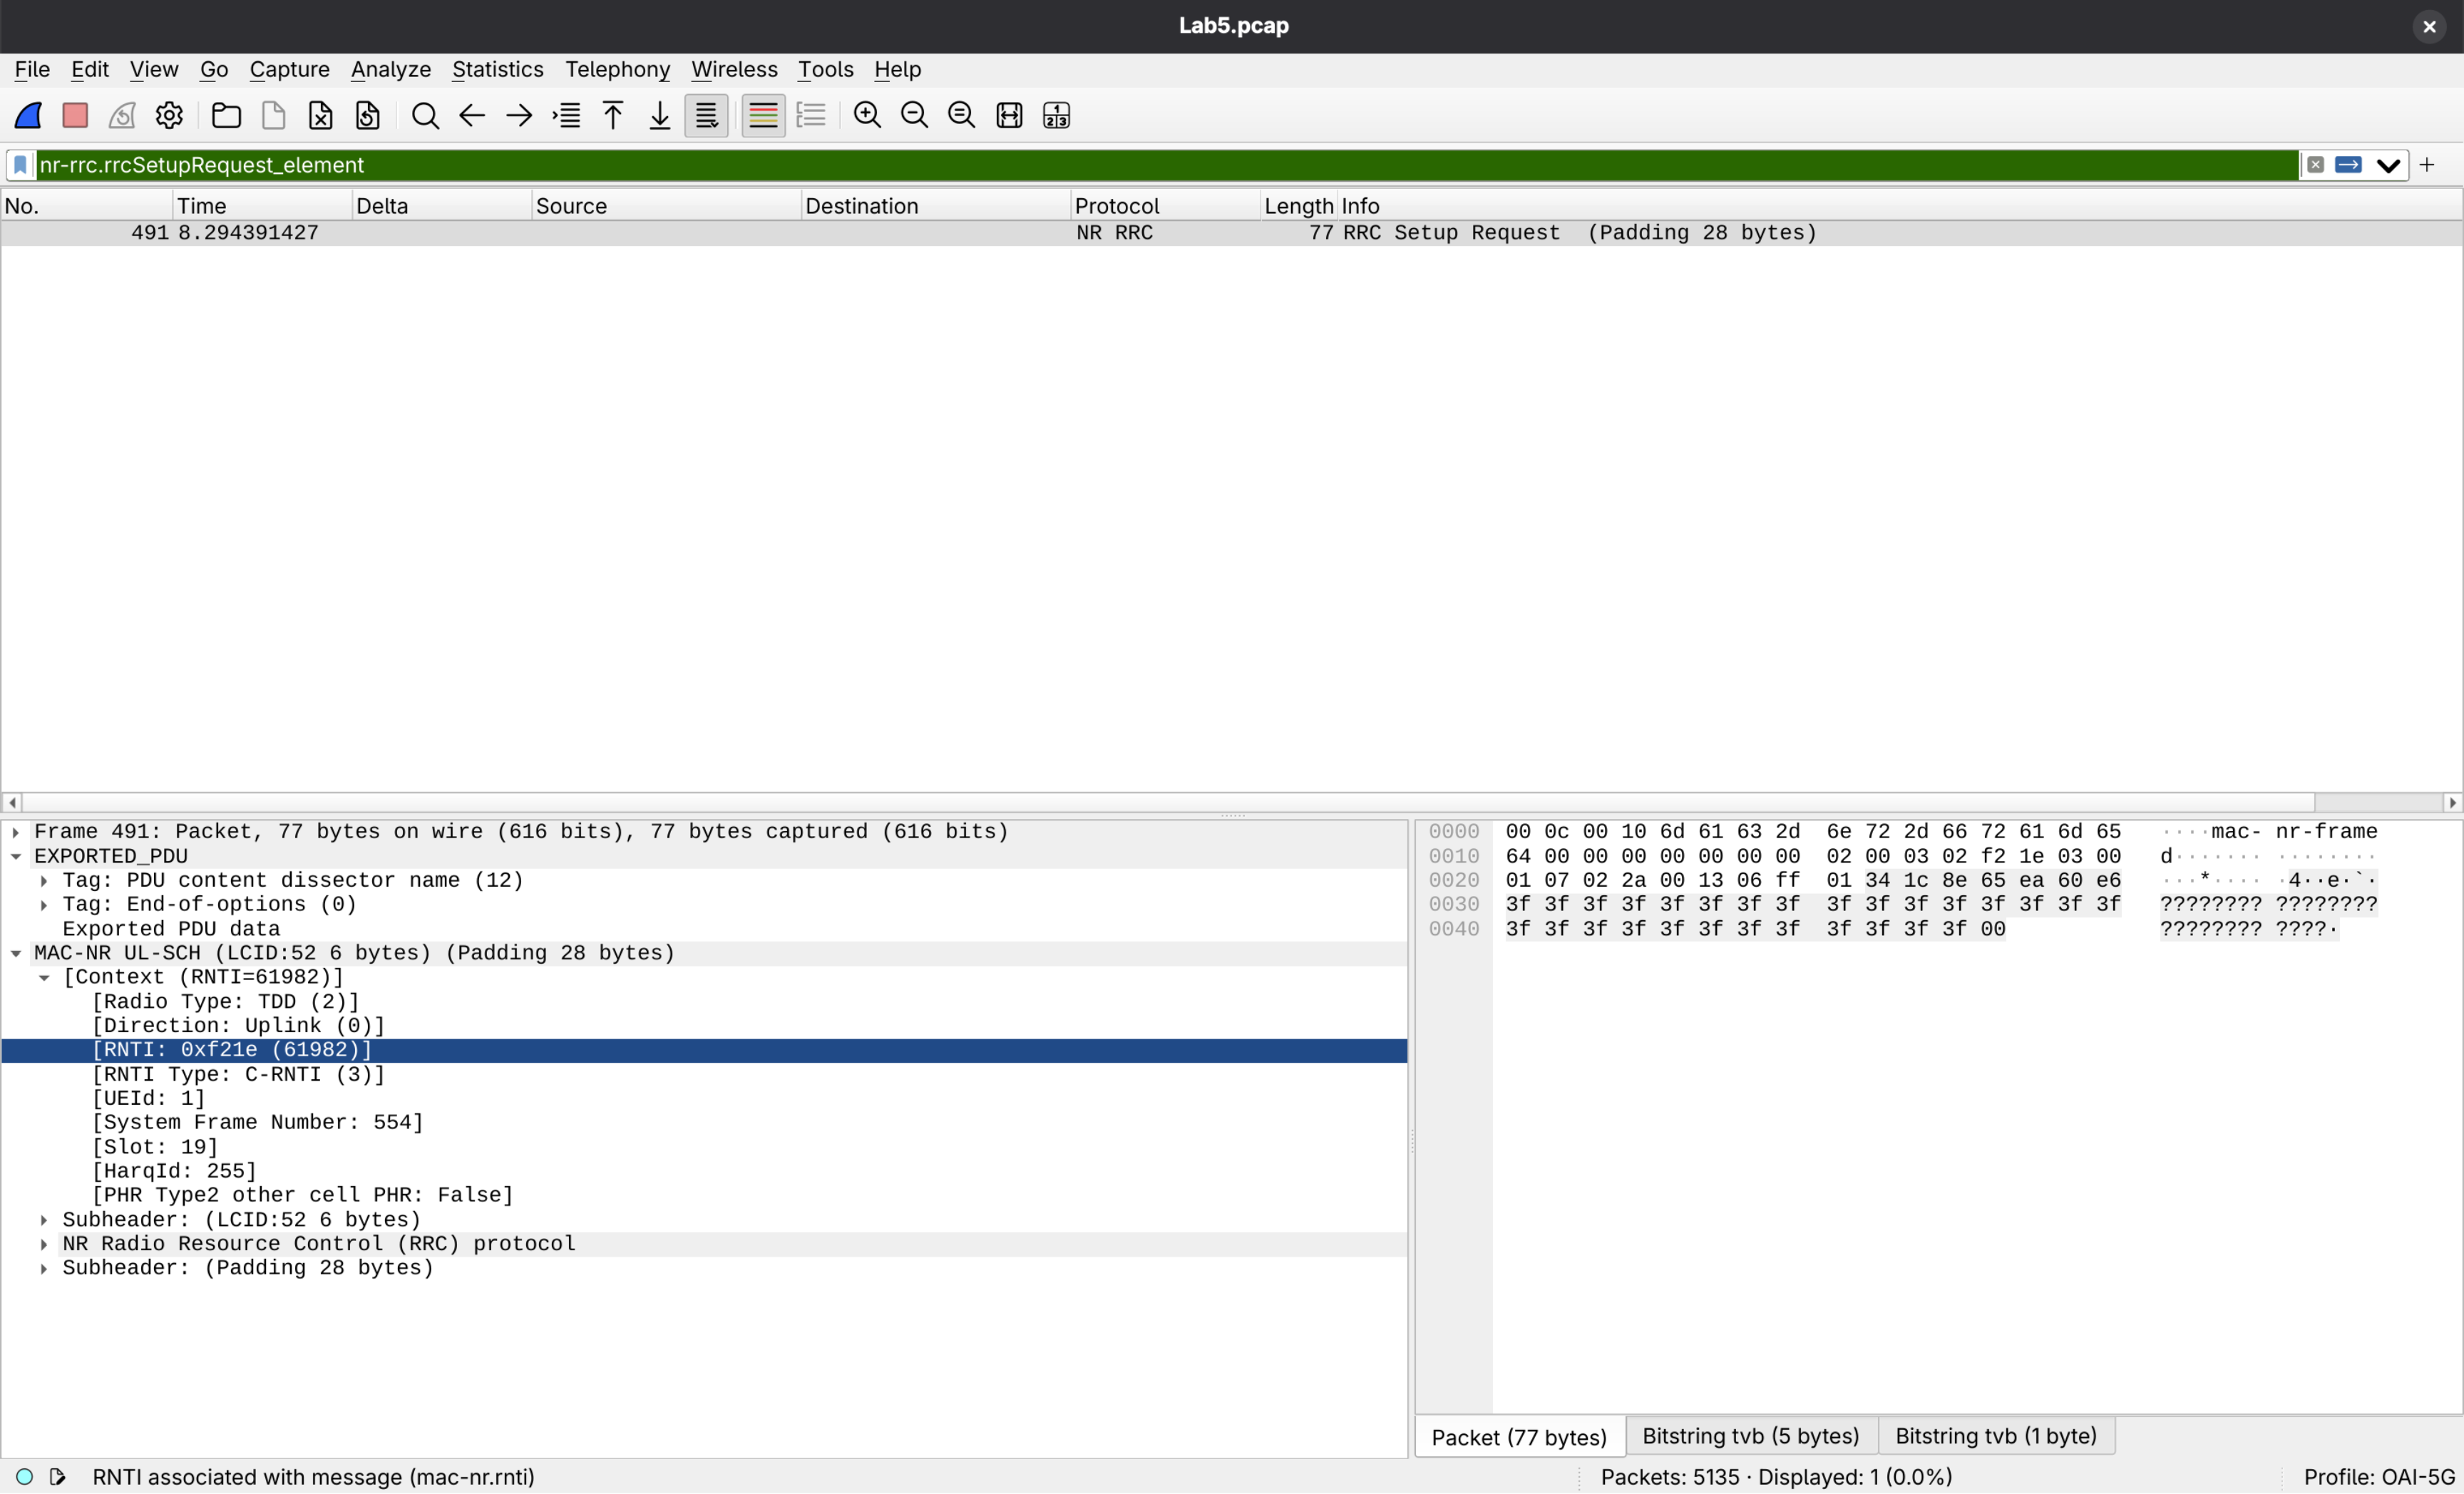 Lab5.pcap
File Edit View Go Capture Analyze Statistics Telephony Wireless Tools Help
nr-rrc.rrcSetupRequest_element
No. Time Delta Source Destination Protocol Length Info
491 8.294391427 NR RRC 77 RRC Setup Request (Padding 28 bytes)
Frame 491: Packet, 77 bytes on wire (616 bits), 77 bytes captured (616 bits)
EXPORTED_PDU
Tag: PDU content dissector name (12)
Tag: End-of-options (0)
Exported PDU data
MAC-NR UL-SCH (LCID:52 6 bytes) (Padding 28 bytes)
[Context (RNTI=61982)]
[Radio Type: TDD (2)]
[Direction: Uplink (0)]
[RNTI: 0xf21e (61982)]
[RNTI Type: C-RNTI (3)]
[UEId: 1]
[System Frame Number: 554]
[Slot: 19]
[HarqId: 255]
[PHR Type2 other cell PHR: False]
Subheader: (LCID:52 6 bytes)
NR Radio Resource Control (RRC) protocol
Subheader: (Padding 28 bytes)
0000 00 0c 00 10 6d 61 63 2d 6e 72 2d 66 72 61 6d 65 ····mac- nr-frame
0010 64 00 00 00 00 00 00 00 02 00 03 02 f2 1e 03 00 d······· ········
0020 01 07 02 2a 00 13 06 ff 01 34 1c 8e 65 ea 60 e6 ···*···· ·4··e·`·
0030 3f 3f 3f 3f 3f 3f 3f 3f 3f 3f 3f 3f 3f 3f 3f 3f ???????? ????????
0040 3f 3f 3f 3f 3f 3f 3f 3f 3f 3f 3f 3f 00 ???????? ????·
Packet (77 bytes) Bitstring tvb (5 bytes) Bitstring tvb (1 byte)
RNTI associated with message (mac-nr.rnti) Packets: 5135 · Displayed: 1 (0.0%) Profile: OAI-5G